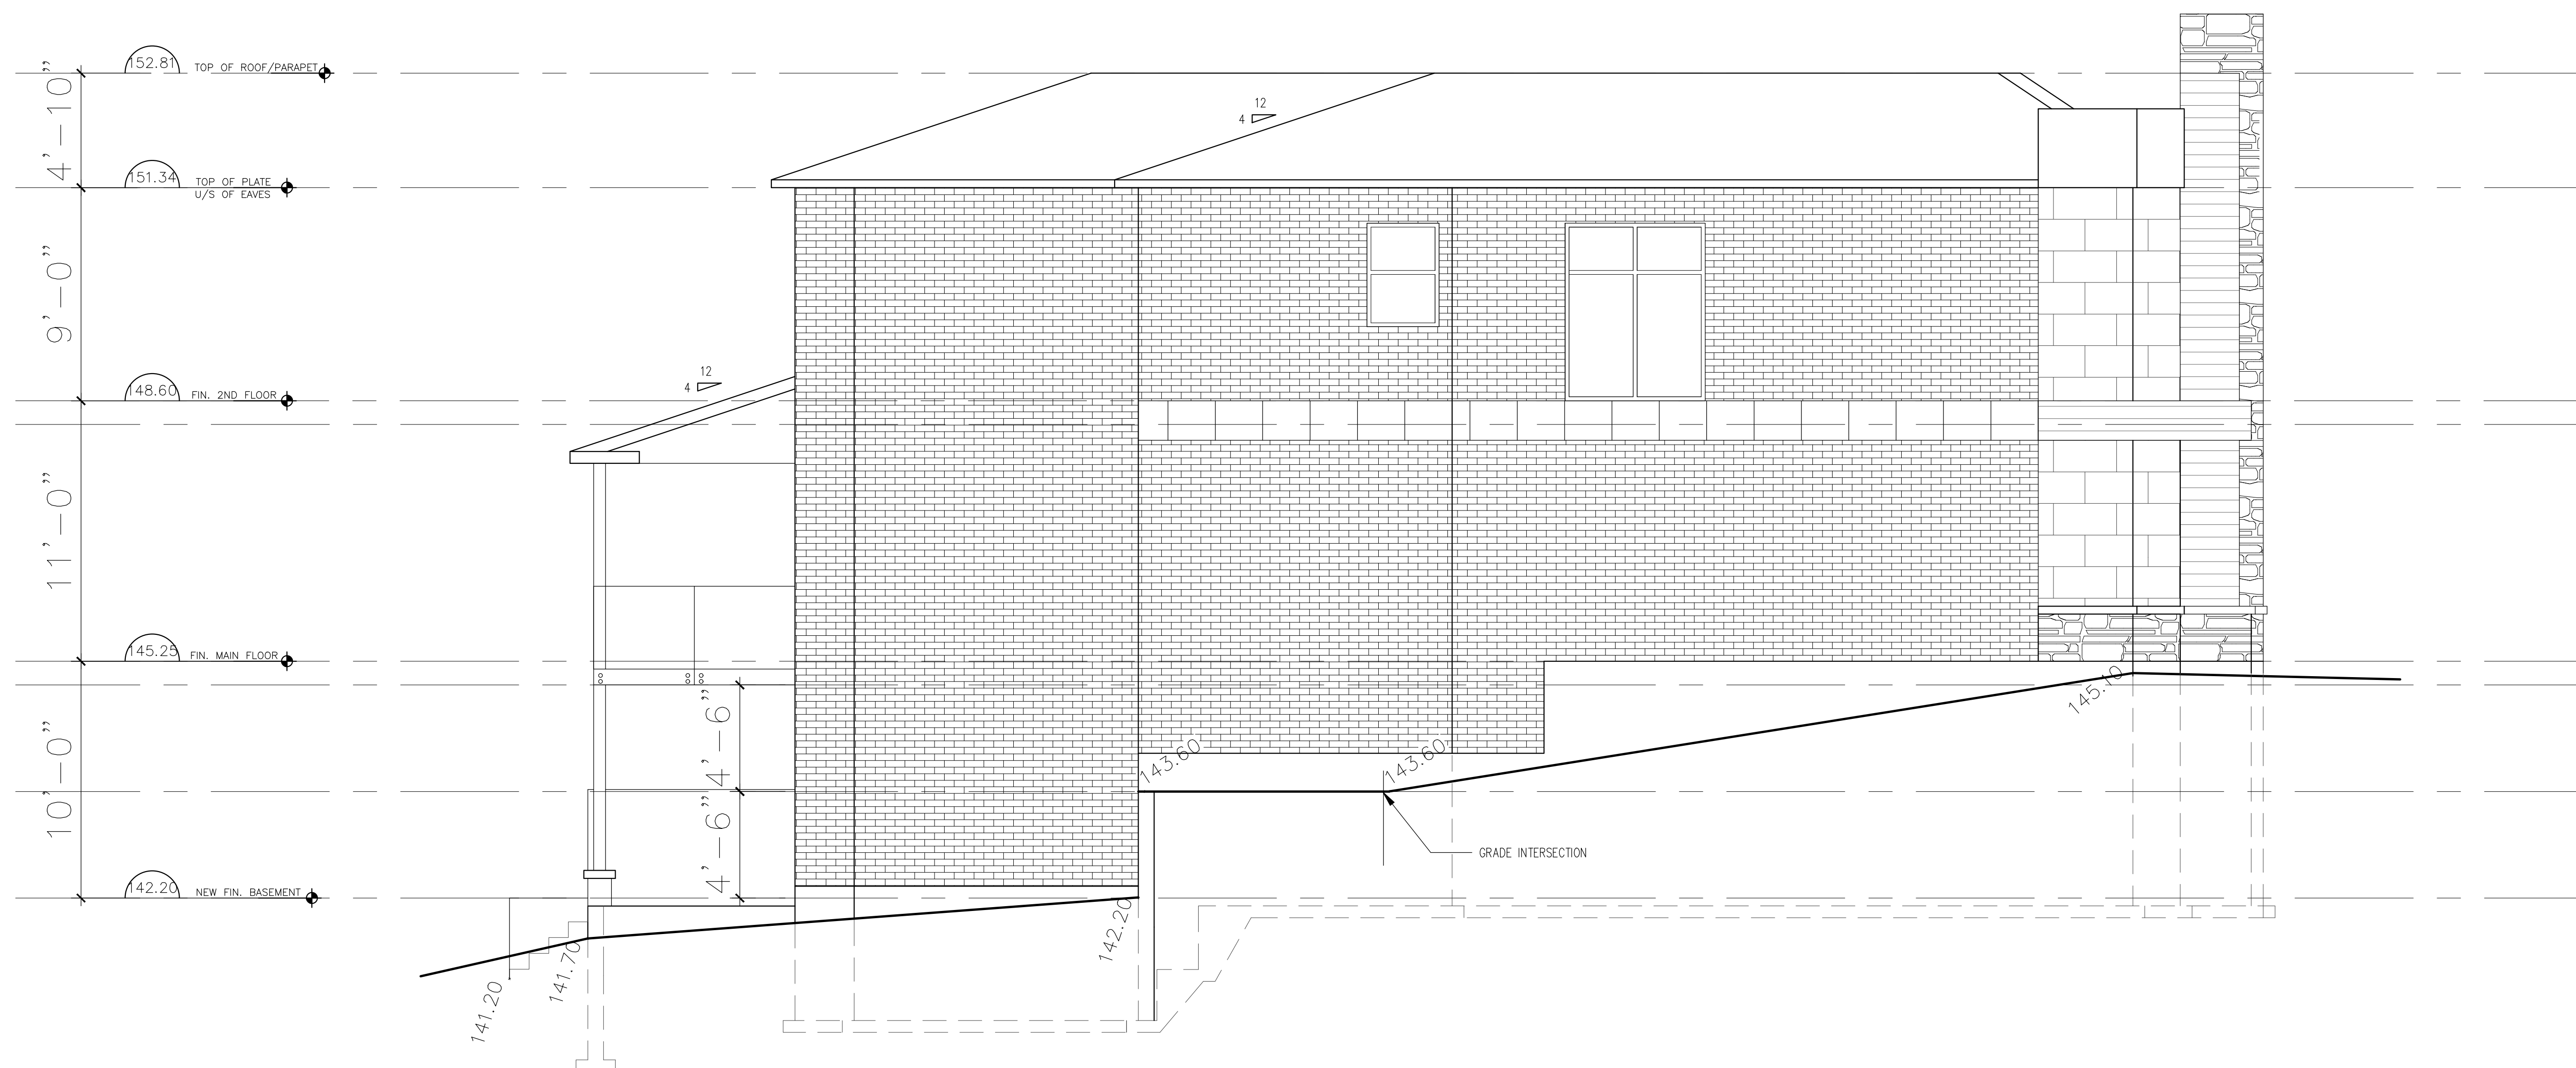 152.81 TOP OF ROOF/PARAPET
4'-10"
12
4
151.34 TOP OF PLATE
U/S OF EAVES
9'-0"
12
4
148.60 FIN. 2ND FLOOR
11'-0"
145.25 FIN. MAIN FLOOR
145.10
4'-6"
143.60
143.60
10'-0"
4'-6"
GRADE INTERSECTION
142.20 NEW FIN. BASEMENT
142.20
141.70
141.20